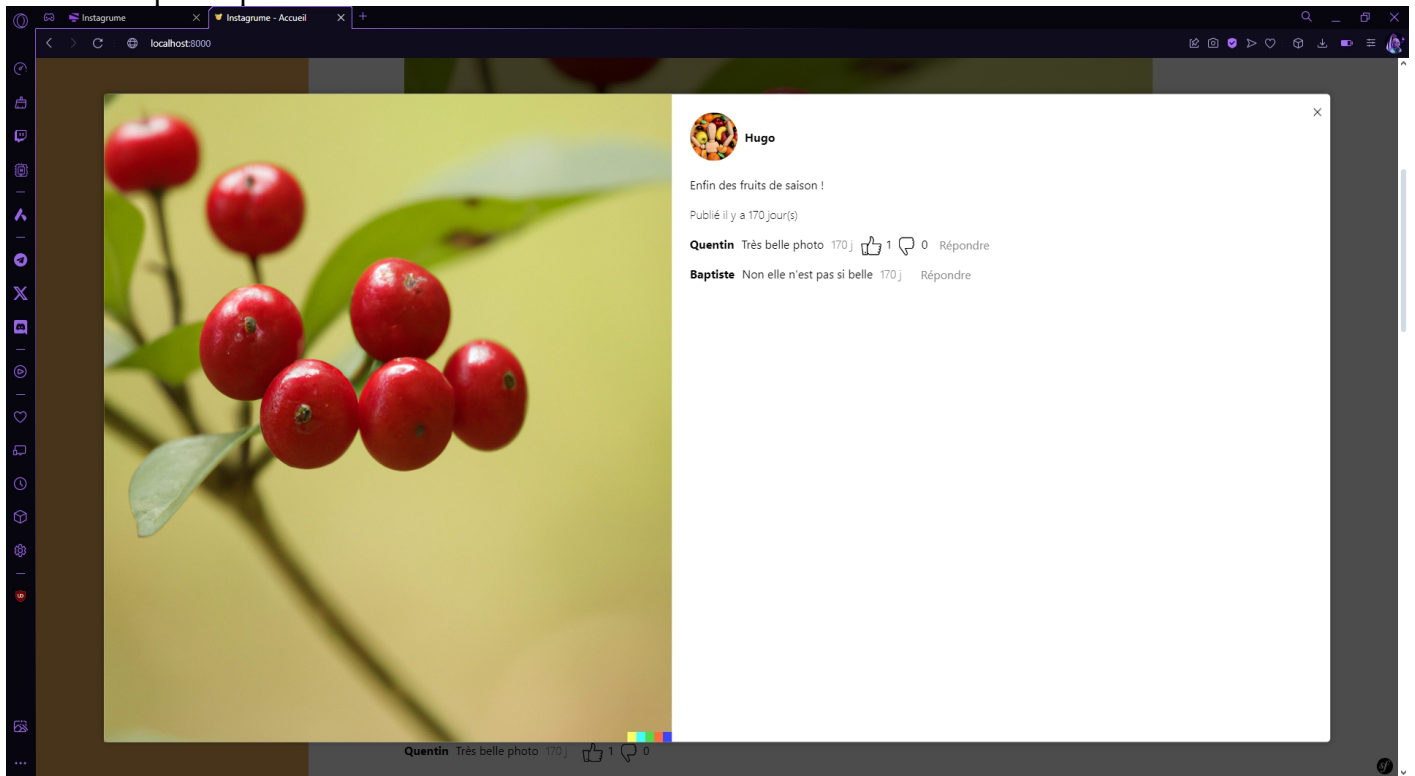 Instagrume
Instagrume - Accueil
localhost:8000
Hugo
Enfin des fruits de saison !
Publié il y a 170 jour(s)
Quentin Très belle photo 170 j 1 0 Répondre
Baptiste Non elle n'est pas si belle 170 j Répondre
Quentin Très belle photo 170 j 1 0
sf